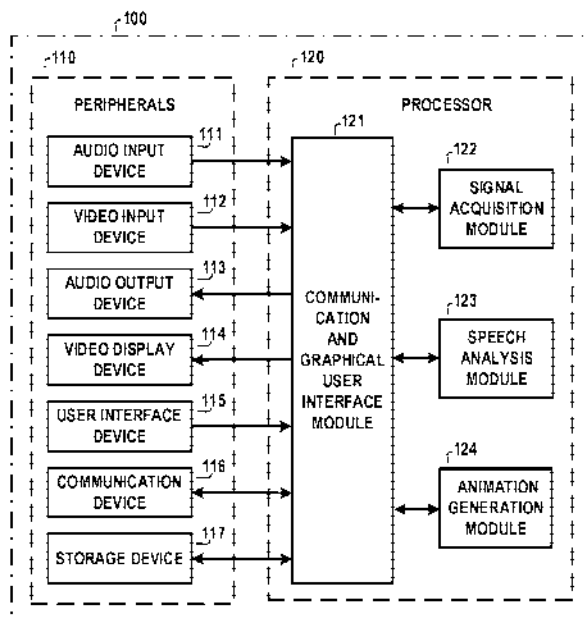 100
110
PERIPHERALS
111
AUDIO INPUT
DEVICE
112
VIDEO INPUT
DEVICE
113
AUDIO OUTPUT
DEVICE
114
VIDEO DISPLAY
DEVICE
115
USER INTERFACE
DEVICE
116
COMMUNICATION
DEVICE
117
STORAGE DEVICE
120
PROCESSOR
121
COMMUNI-
CATION
AND
GRAPHICAL
USER
INTERFACE
MODULE
122
SIGNAL
ACQUISITION
MODULE
123
SPEECH
ANALYSIS
MODULE
124
ANIMATION
GENERATION
MODULE